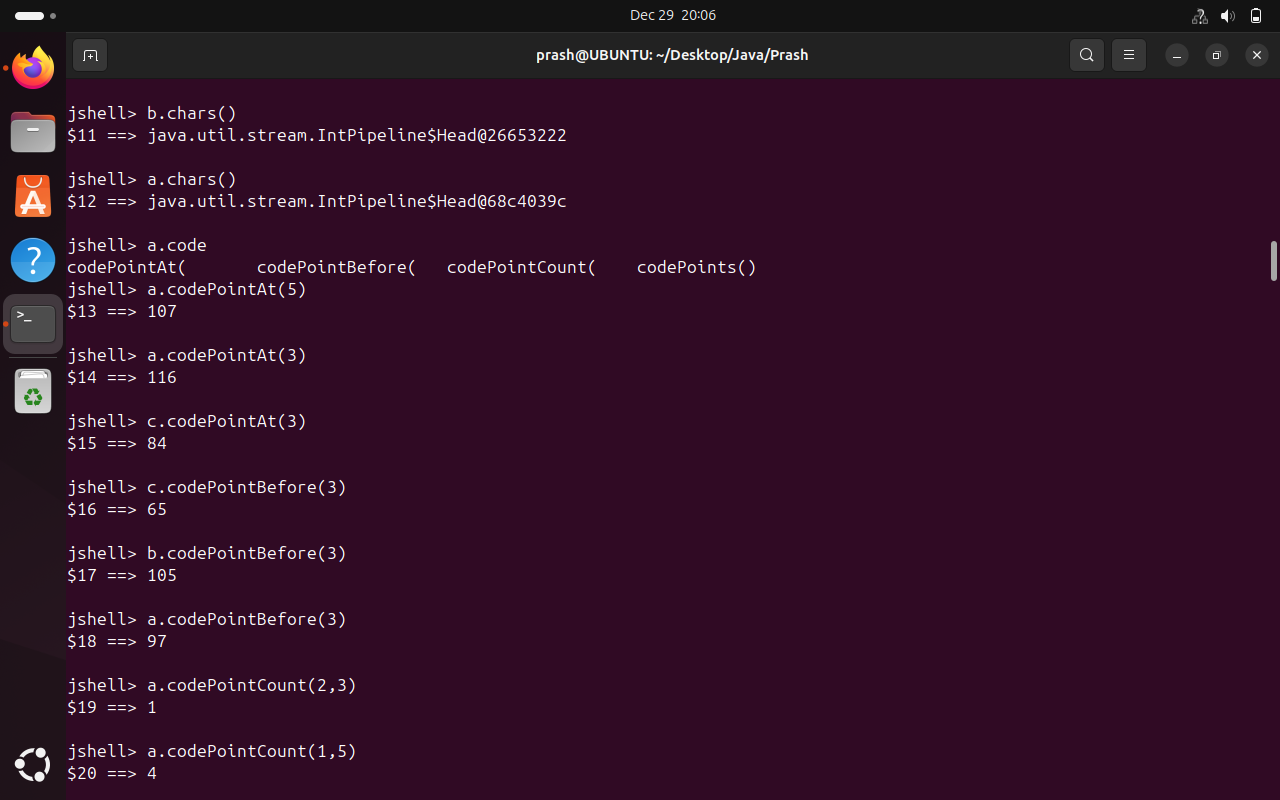 Dec 29 20:06
prash@UBUNTU: ~/Desktop/Java/Prash
jshell> b.chars()
$11 ==> java.util.stream.IntPipeline$Head@26653222
jshell> a.chars()
$12 ==> java.util.stream.IntPipeline$Head@68c4039c
jshell> a.code
codePointAt( codePointBefore( codePointCount( codePoints()
jshell> a.codePointAt(5)
$13 ==> 107
jshell> a.codePointAt(3)
$14 ==> 116
jshell> c.codePointAt(3)
$15 ==> 84
jshell> c.codePointBefore(3)
$16 ==> 65
jshell> b.codePointBefore(3)
$17 ==> 105
jshell> a.codePointBefore(3)
$18 ==> 97
jshell> a.codePointCount(2,3)
$19 ==> 1
jshell> a.codePointCount(1,5)
$20 ==> 4